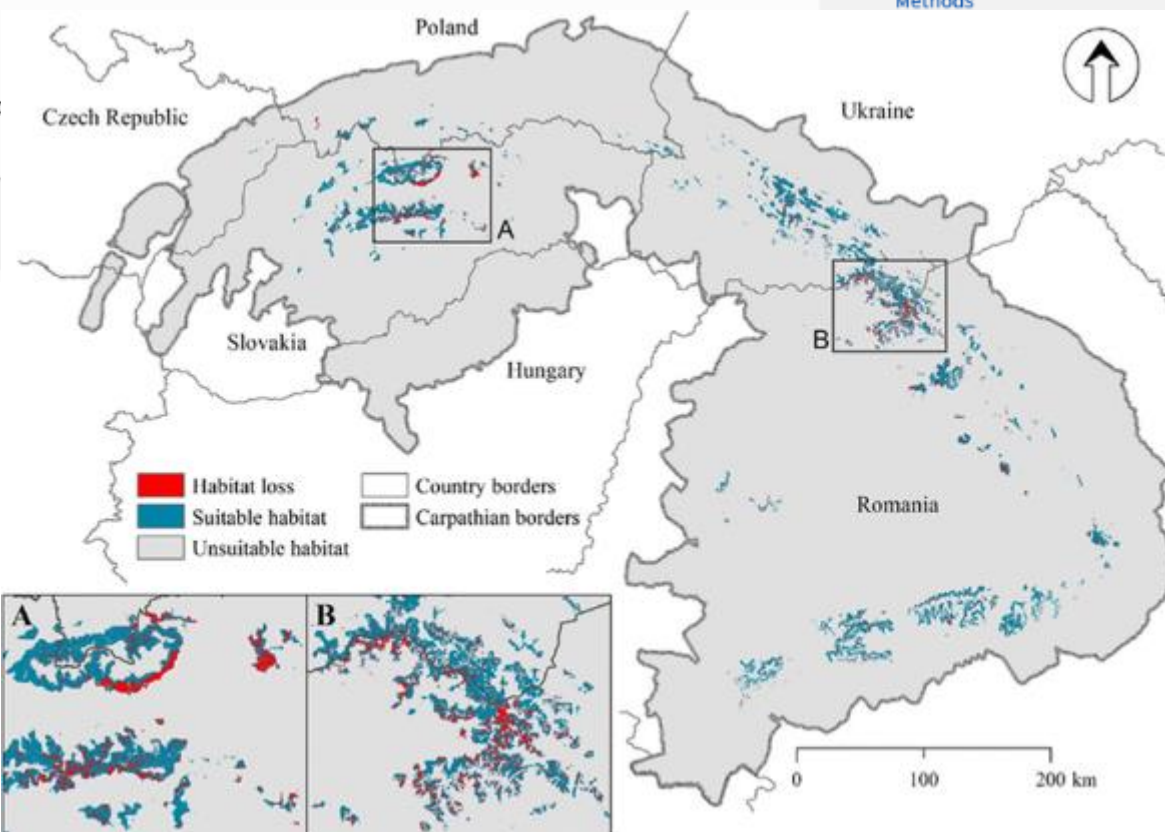 Methods
Poland
Czech Republic
Ukraine
A
B
Slovakia
Hungary
Romania
Habitat loss
Suitable habitat
Unsuitable habitat
Country borders
Carpathian borders
A
B
0 100 200 km